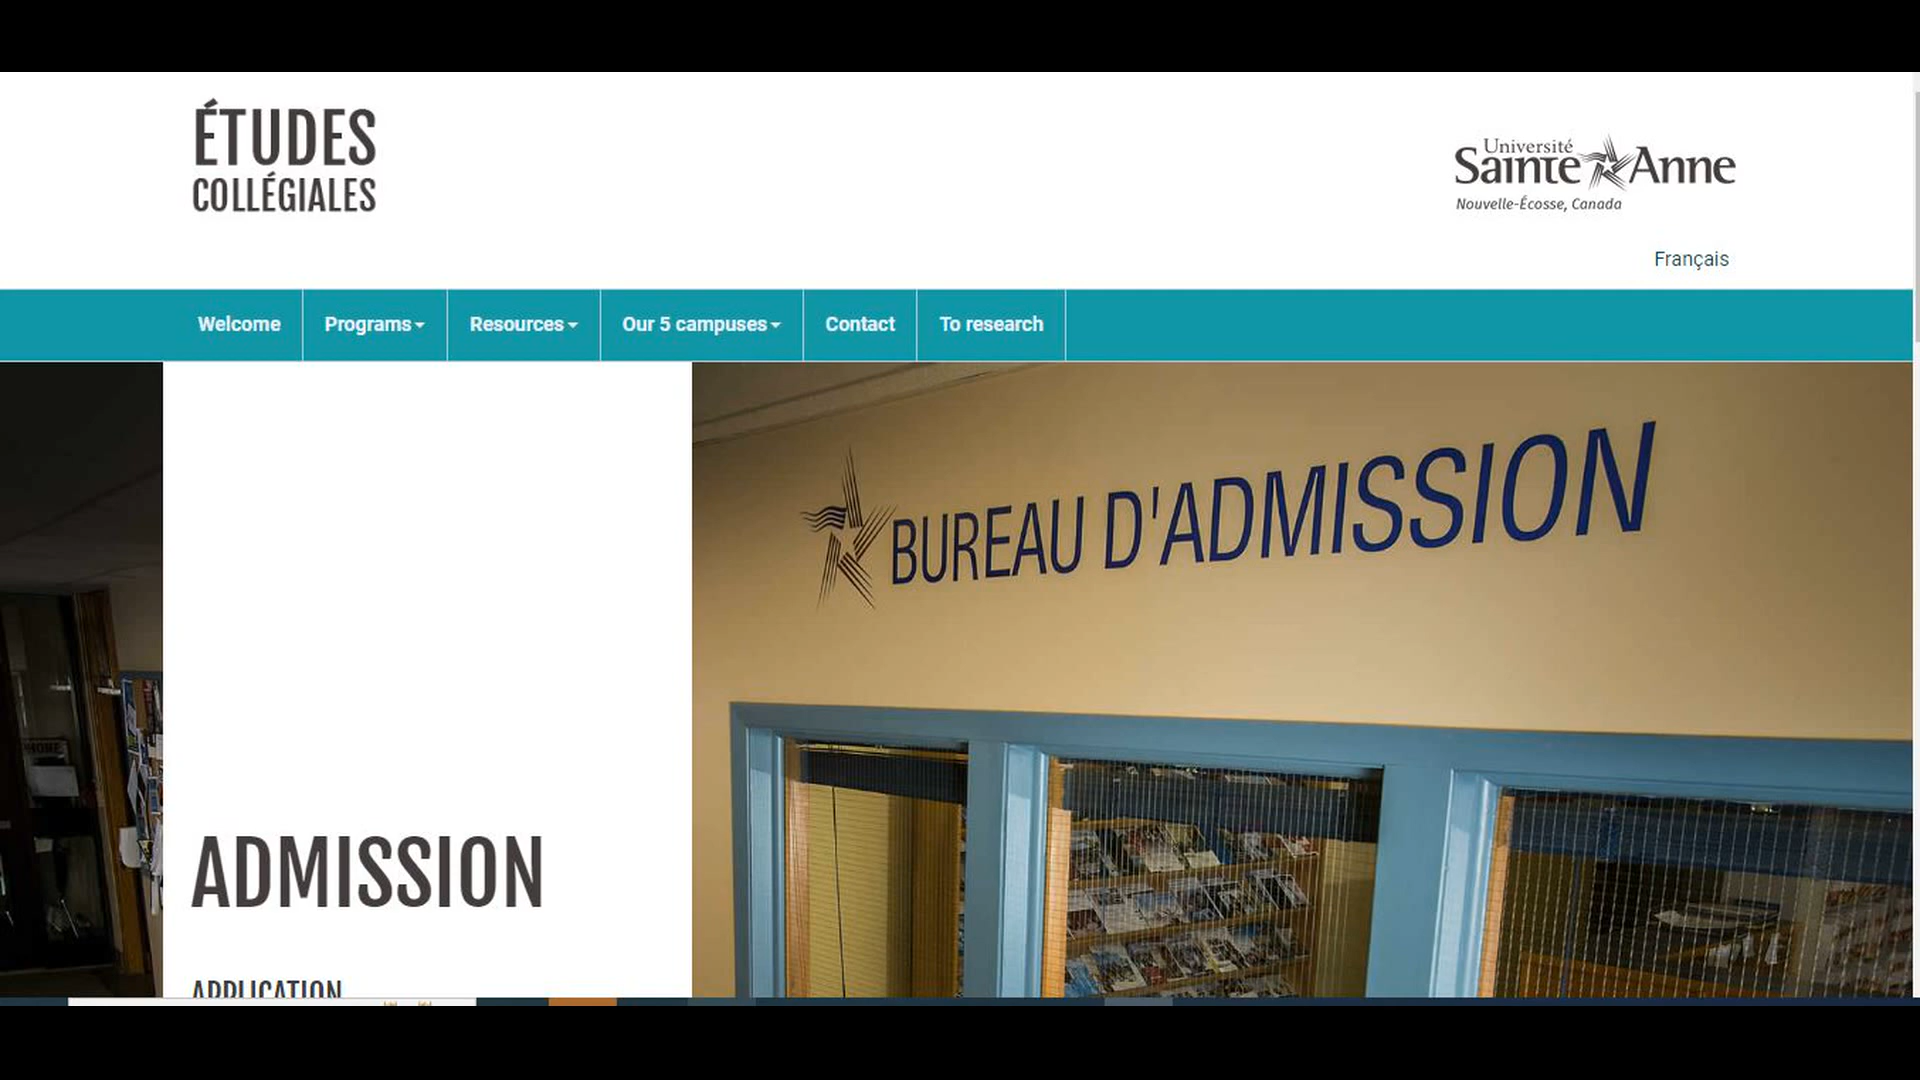 ÉTUDES
COLLÉGIALES
Université
Sainte Anne
Nouvelle-Écosse, Canada
Français
Welcome
Programs
Resources
Our 5 campuses
Contact
To research
BUREAU D'ADMISSION
ADMISSION
APPLICATION